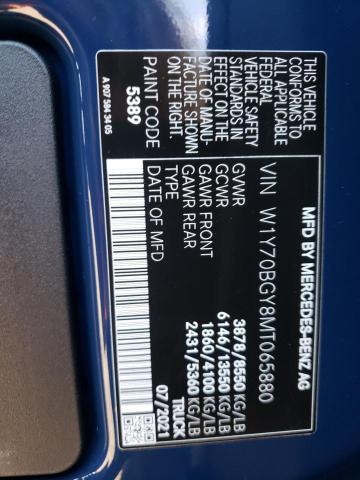 MFD BY MERCEDES-BENZ AG
VIN W1Y70BGY8MT065880
GVWR 3878/8550 KG/LB
GCWR 6146/13550 KG/LB
GAWR FRONT 1860/4100 KG/LB
GAWR REAR 2431/5360 KG/LB
TYPE TRUCK
07/2021
THIS VEHICLE
CONFORMS TO
ALL APPLICABLE
FEDERAL
VEHICLE SAFETY
STANDARDS IN
EFFECT ON THE
DATE OF MANU-
FACTURE SHOWN
ON THE RIGHT
PAINT CODE
5389
A 907 584 34 05